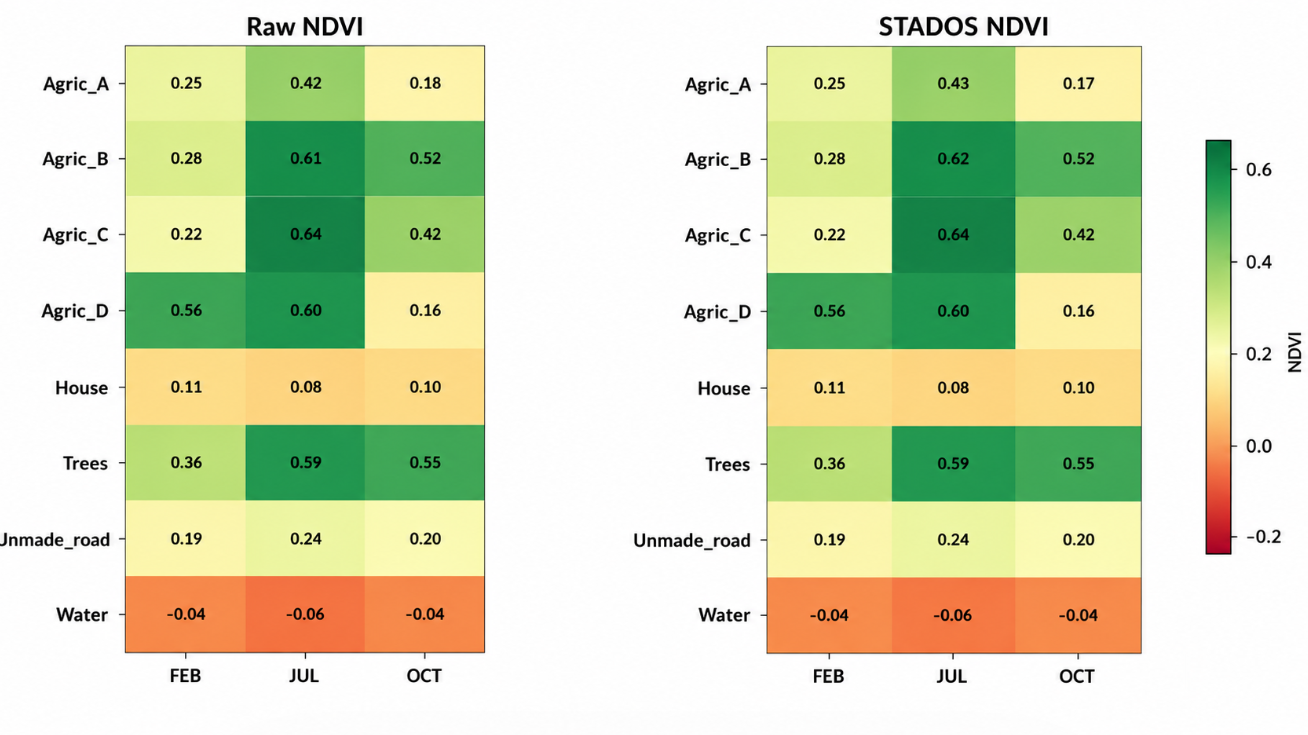 Raw NDVI
Agric_A 0.25 0.42 0.18
Agric_B 0.28 0.61 0.52
Agric_C 0.22 0.64 0.42
Agric_D 0.56 0.60 0.16
House 0.11 0.08 0.10
Trees 0.36 0.59 0.55
Unmade_road 0.19 0.24 0.20
Water -0.04 -0.06 -0.04
FEB JUL OCT
STADOS NDVI
Agric_A 0.25 0.43 0.17
Agric_B 0.28 0.62 0.52
Agric_C 0.22 0.64 0.42
Agric_D 0.56 0.60 0.16
House 0.11 0.08 0.10
Trees 0.36 0.59 0.55
Unmade_road 0.19 0.24 0.20
Water -0.04 -0.06 -0.04
FEB JUL OCT
0.6
0.4
0.2
0.0
-0.2
NDVI